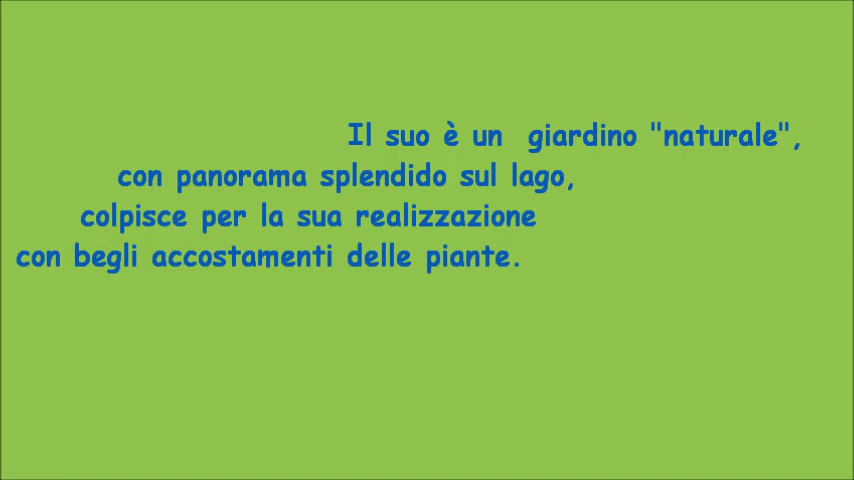 Il suo è un  giardino "naturale",
con panorama splendido sul lago,
colpisce per la sua realizzazione
con begli accostamenti delle piante.